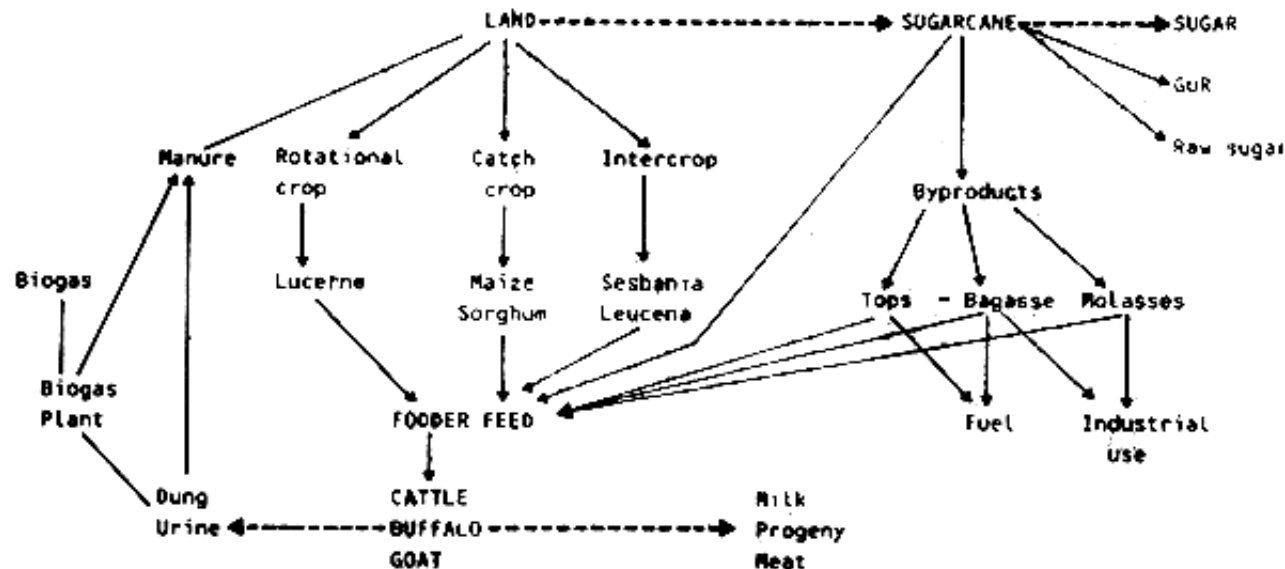 LAND
SUGARCANE
SUGAR
GUR
Raw sugar
Manure
Rotational
crop
Catch
crop
Intercrop
Byproducts
Biogas
Lucerne
Maize
Sorghum
Sesbania
Leucena
Tops - Bagasse Molasses
Biogas
Plant
FODDER FEED
Fuel
Industrial
use
Dung
Urine
CATTLE
BUFFALO
GOAT
Milk
Progeny
Meat